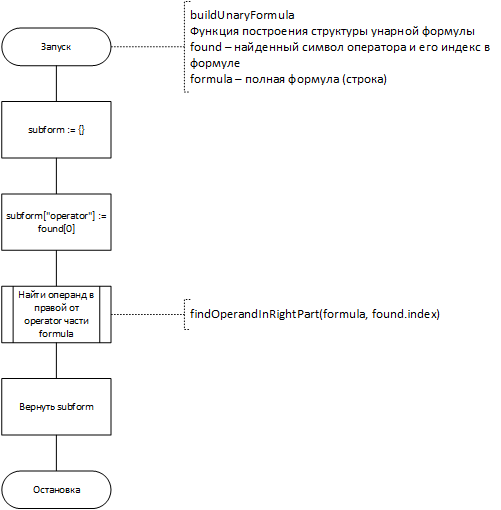 buildUnaryFormula
Функция построения структуры унарной формулы
found – найденный символ оператора и его индекс в
формуле
formula – полная формула (строка)
Запуск
subform := {}
subform["operator"] :=
found[0]
Найти операнд в
правой от
operator части
formula
findOperandInRightPart(formula, found.index)
Вернуть subform
Остановка